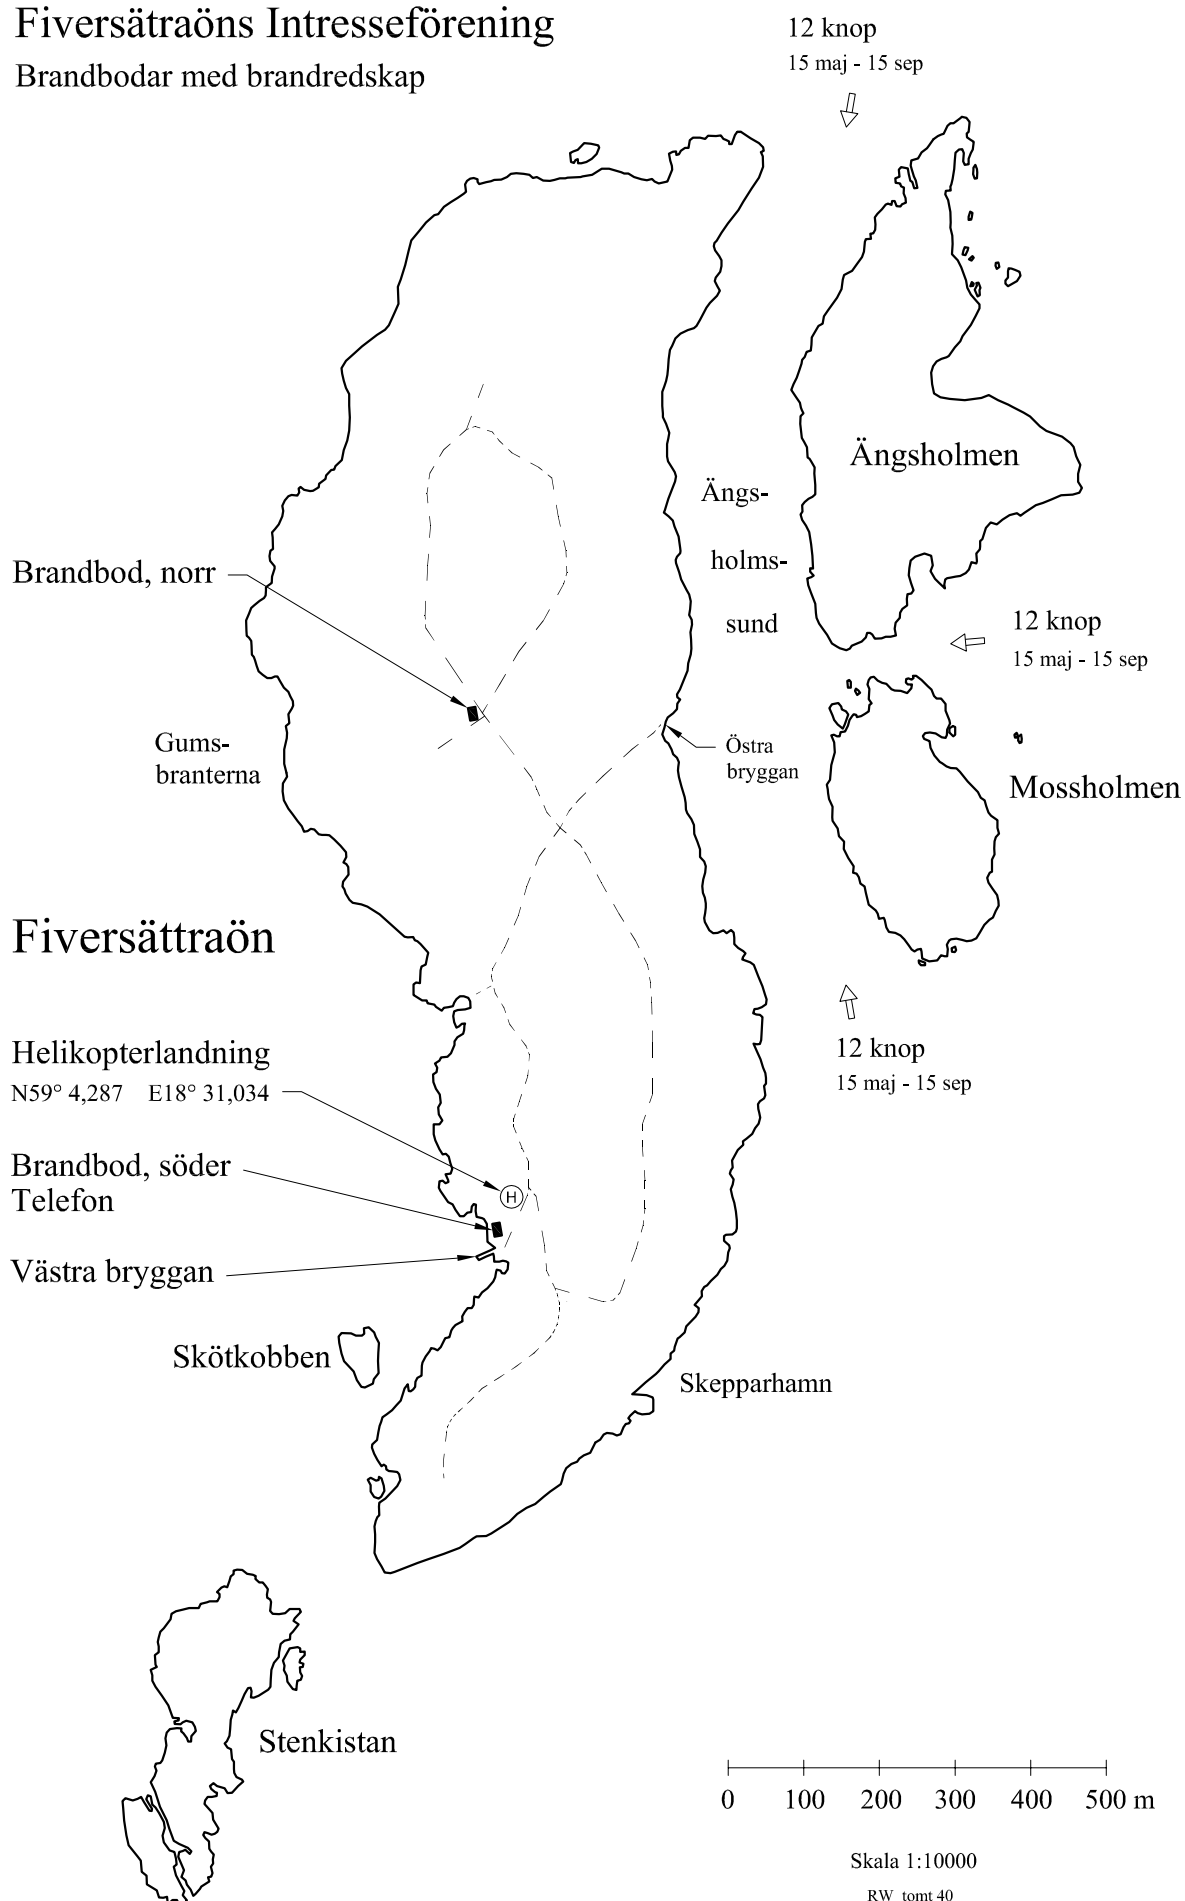 Fiversätraöns Intresseförening
Brandbodar med brandredskap
12 knop
15 maj - 15 sep
Ängsholmen
Ängs-
holms-
sund
Brandbod, norr
12 knop
15 maj - 15 sep
Gums-
branterna
Östra
bryggan
Mossholmen
Fiversättraön
Helikopterlandning
N59° 4,287 E18° 31,034
12 knop
15 maj - 15 sep
Brandbod, söder
Telefon
H
Västra bryggan
Skötkobben
Skepparhamn
Stenkistan
0 100 200 300 400 500 m
Skala 1:10000
RW tomt 40